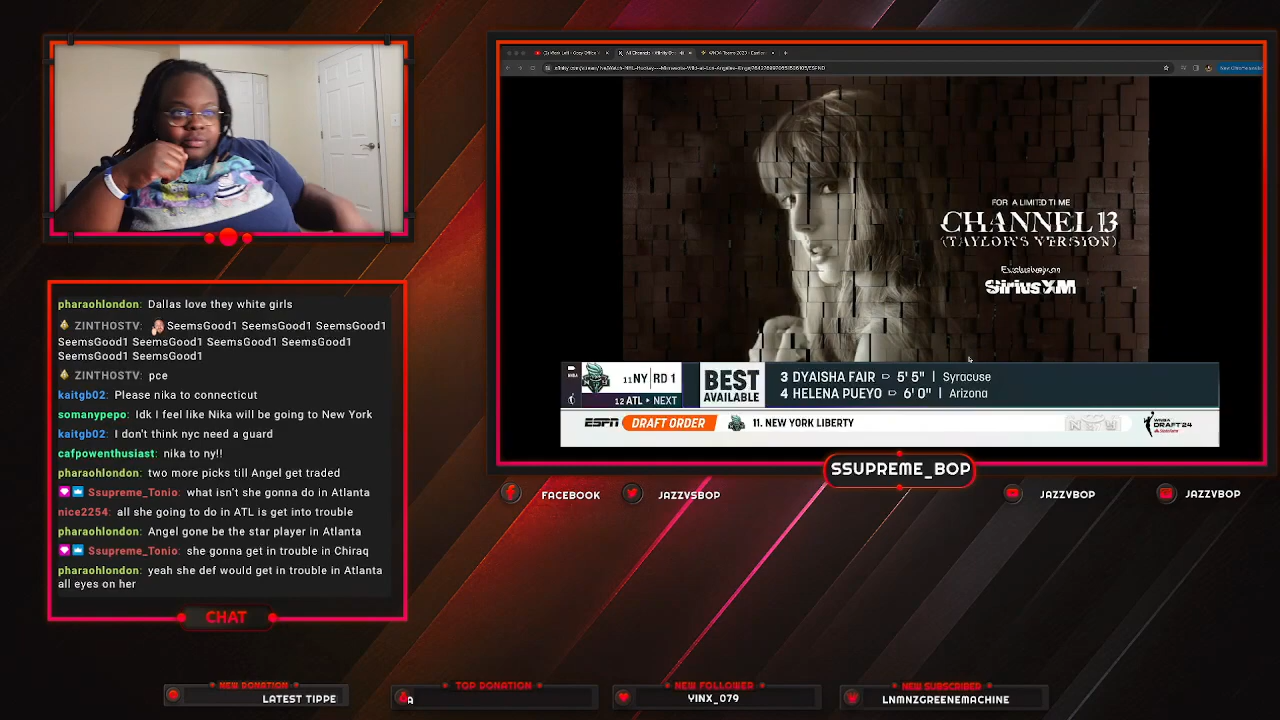 FOR A LIMITED TIME
CHANNEL 13
(TAYLOR'S VERSION)
Exclusively on
SiriusXM
11 NY RD 1
12 ATL ▸ NEXT
BEST
AVAILABLE
3 DYAISHA FAIR 5' 5" | Syracuse
4 HELENA PUEYO 6' 0" | Arizona
ESPN DRAFT ORDER 11. NEW YORK LIBERTY
DRAFT'24
pharaohlondon: Dallas love they white girls
ZINTHOSTV: SeemsGood1 SeemsGood1 SeemsGood1
SeemsGood1 SeemsGood1 SeemsGood1 SeemsGood1
SeemsGood1 SeemsGood1
ZINTHOSTV: pce
kaitgb02: Please nika to connecticut
somanypepo: Idk I feel like Nika will be going to New York
kaitgb02: I don't think nyc need a guard
cafpowenthusiast: nika to ny!!
pharaohlondon: two more picks till Angel get traded
Ssupreme_Tonio: what isn't she gonna do in Atlanta
nice2254: all she going to do in ATL is get into trouble
pharaohlondon: Angel gone be the star player in Atlanta
Ssupreme_Tonio: she gonna get in trouble in Chiraq
pharaohlondon: yeah she def would get in trouble in Atlanta
all eyes on her
CHAT
SSUPREME_BOP
FACEBOOK
JAZZVSBOP
JAZZVBOP
JAZZVBOP
NEW DONATION
LATEST TIPPE
TOP DONATION
A
NEW FOLLOWER
YINX_079
NEW SUBSCRIBER
LNMNZGREENEMACHINE